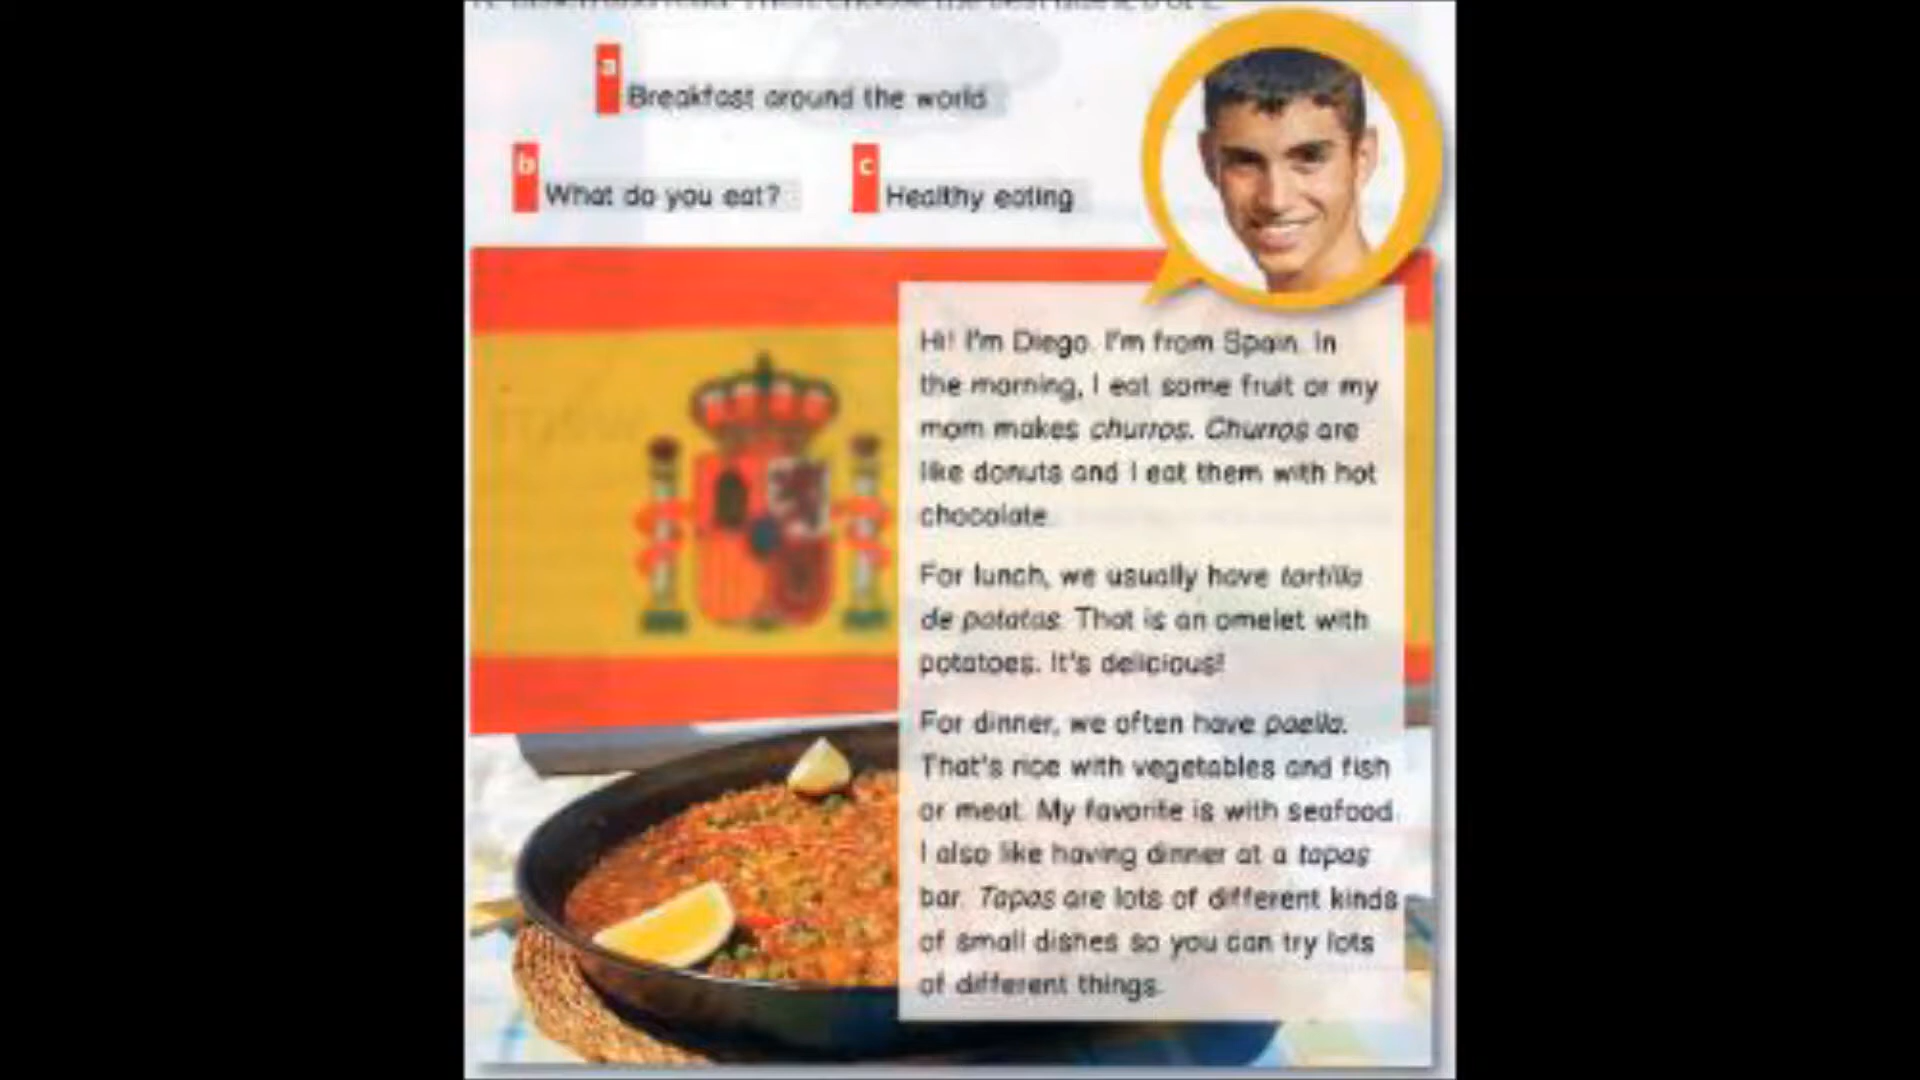 a
Breakfast around the world
b
What do you eat?
c
Healthy eating
Hi! I'm Diego. I'm from Spain. In
the morning, I eat some fruit or my
mom makes churros. Churros are
like donuts and I eat them with hot
chocolate.
For lunch, we usually have tortilla
de patatas. That is an omelet with
potatoes. It's delicious!
For dinner, we often have paella.
That's rice with vegetables and fish
or meat. My favorite is with seafood.
I also like having dinner at a tapas
bar. Tapas are lots of different kinds
of small dishes so you can try lots
of different things.